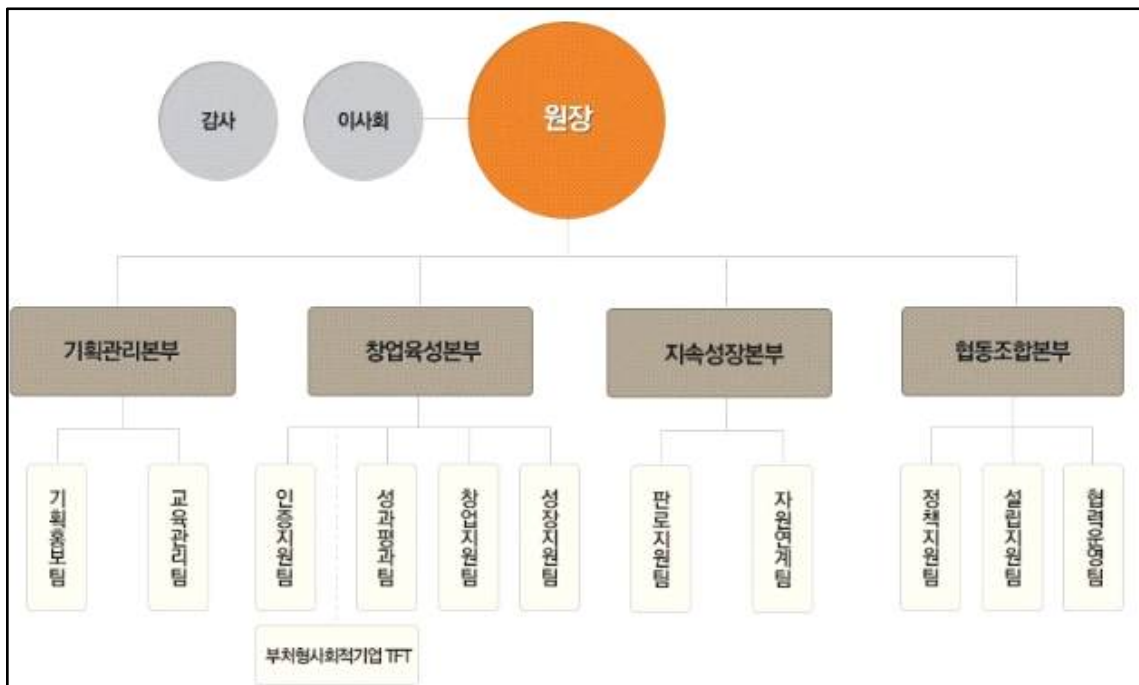 감사
이사회
원장
기획관리본부
창업육성본부
지속성장본부
협동조합본부
기획홍보팀
교육관리팀
인증지원팀
성과평과팀
창업지원팀
성장지원팀
판로지원팀
자원연계팀
정책지원팀
설립지원팀
협력운영팀
부처형사회적기업 TFT